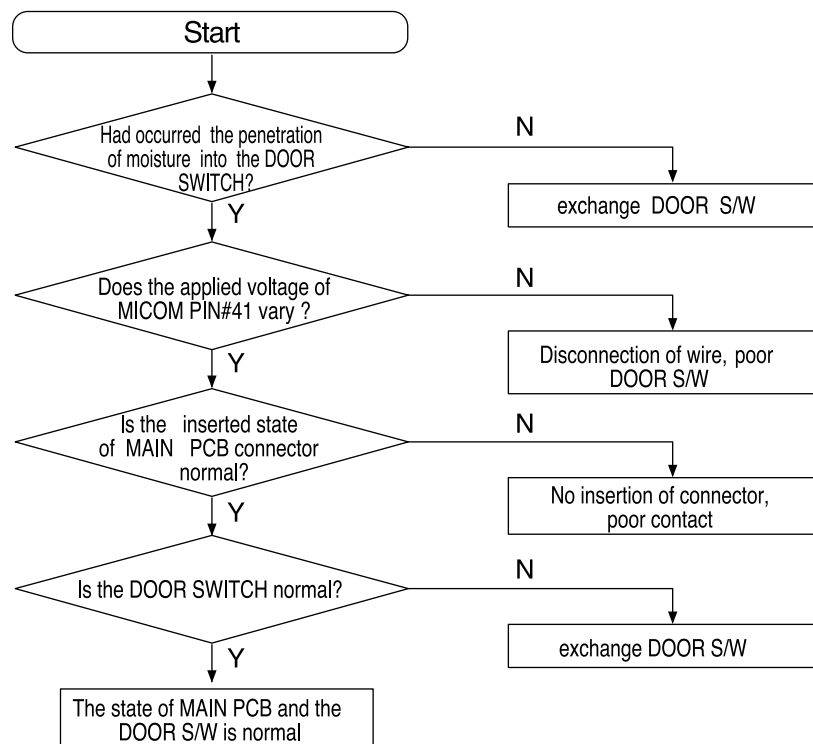 Start
Had occurred the penetration
of moisture into the DOOR
SWITCH?
N
exchange DOOR S/W
Y
Does the applied voltage of
MICOM PIN#41 vary ?
N
Disconnection of wire, poor
DOOR S/W
Y
Is the inserted state
of MAIN PCB connector
normal?
N
No insertion of connector,
poor contact
Y
Is the DOOR SWITCH normal?
N
exchange DOOR S/W
Y
The state of MAIN PCB and the
DOOR S/W is normal